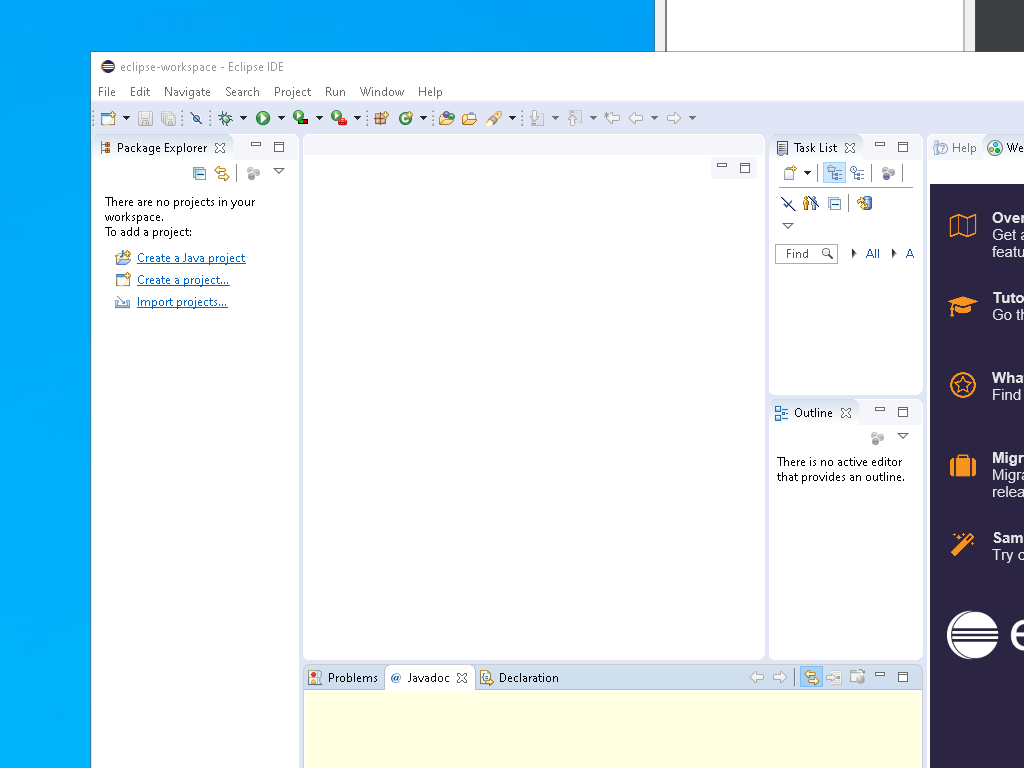 eclipse-workspace - Eclipse IDE
File Edit Navigate Search Project Run Window Help
Package Explorer
There are no projects in your
workspace.
To add a project:
Create a Java project
Create a project...
Import projects...
Task List
Find
All
A
Outline
There is no active editor
that provides an outline.
Help
We
Over
Get a
featu
Tuto
Go th
What
Find
Migr
Migra
relea
Sam
Try o
e
Problems
@ Javadoc
Declaration